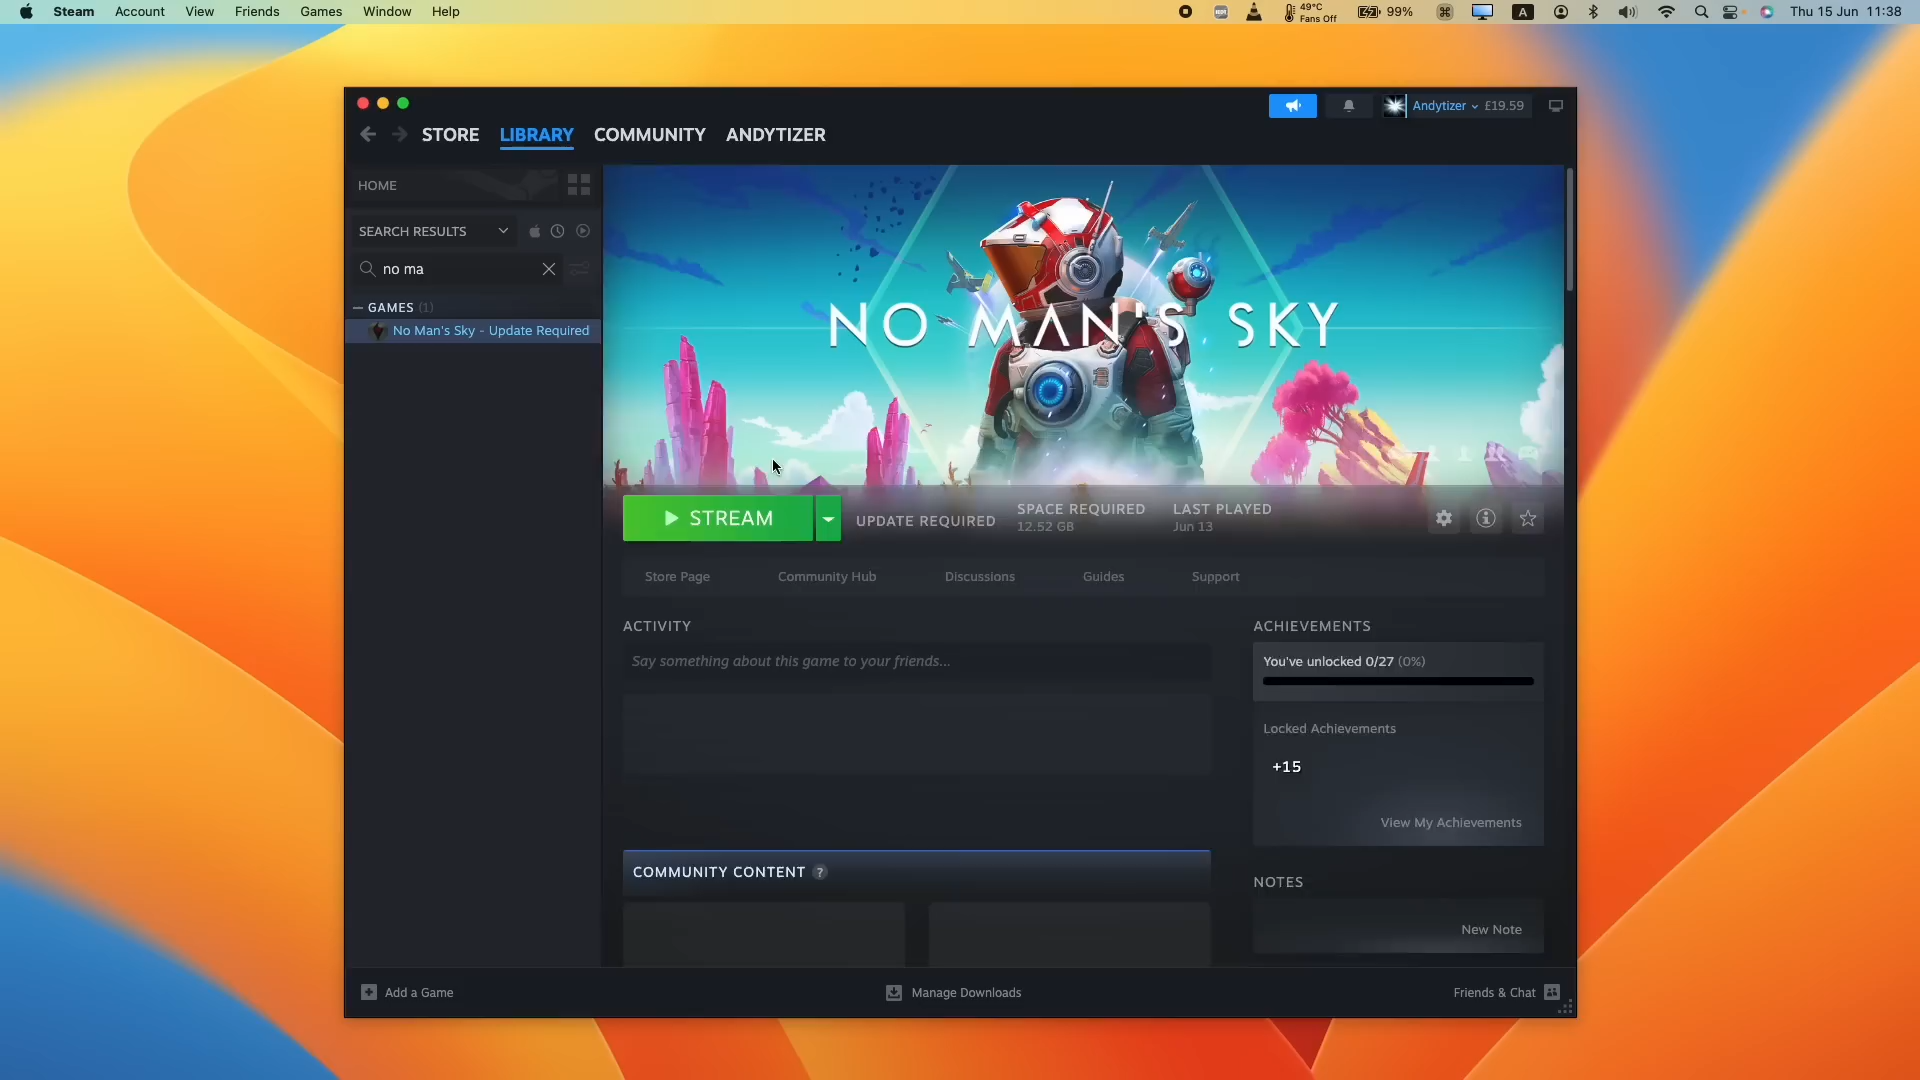 Steam Account View Friends Games Window Help
49°C
Fans Off
99%
A
Thu 15 Jun 11:38
Andytizer £19.59
STORE LIBRARY COMMUNITY ANDYTIZER
HOME
SEARCH RESULTS
no ma
GAMES (1)
No Man's Sky - Update Required
NO MAN'S SKY
STREAM
UPDATE REQUIRED
SPACE REQUIRED
12.52 GB
LAST PLAYED
Jun 13
Store Page Community Hub Discussions Guides Support
ACTIVITY
Say something about this game to your friends...
ACHIEVEMENTS
You've unlocked 0/27 (0%)
Locked Achievements
+15
View My Achievements
COMMUNITY CONTENT ?
NOTES
New Note
Add a Game
Manage Downloads
Friends & Chat